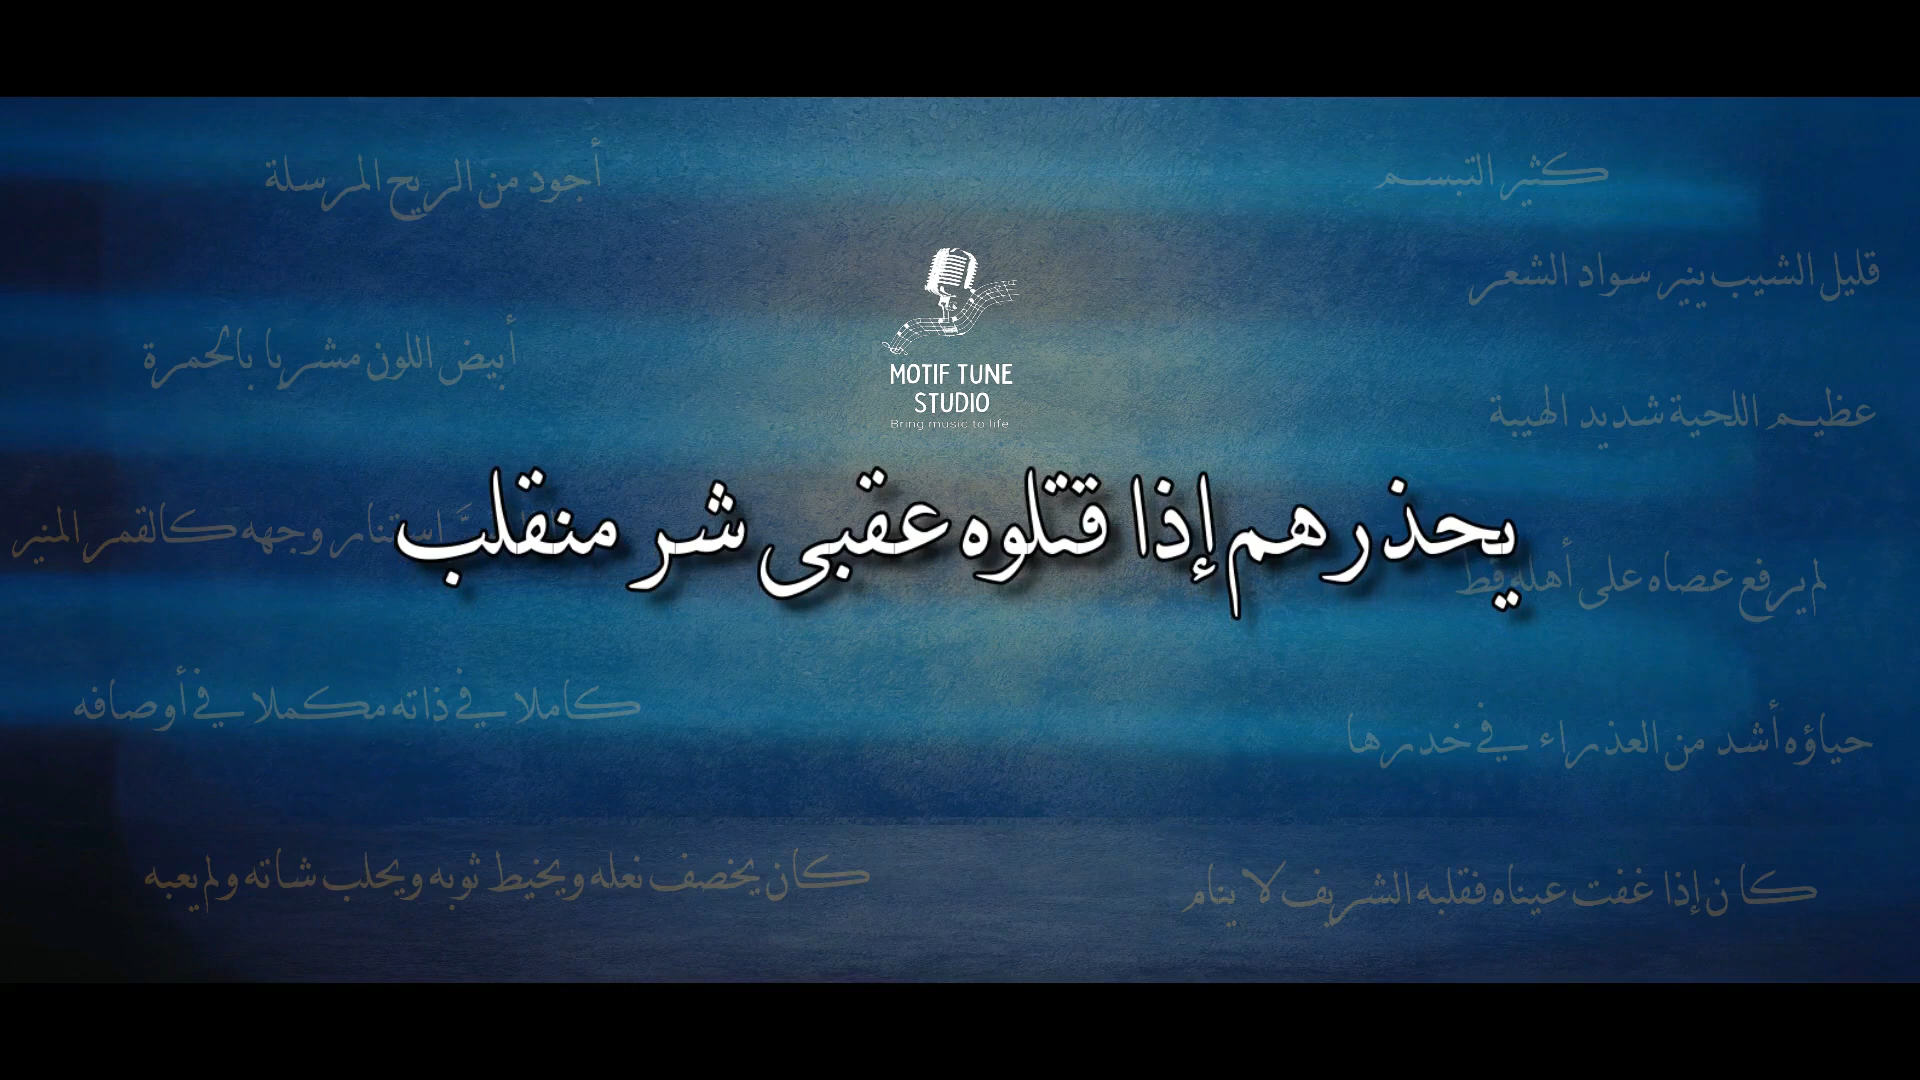 كثير التبسم
أجود من الريح المرسلة
قليل الشيب ينير سواد الشعر
أبيض اللون مشربا بالحمرة
MOTIF TUNE
STUDIO
Bring music to life
عظيم اللحية شديد الهيبة
يحذرهم إذا قتلوه عقبى شر منقلب
استنار وجهه كالقمر المنير
لم يرفع عصاه على أهله قط
كاملا في ذاته مكملا في أوصافه
حياؤه أشد من العذراء في خدرها
كان يخصف نعله ويخيط ثوبه ويحلب شاته ولم يعبه
كان إذا غفت عيناه فقلبه الشريف لا ينام